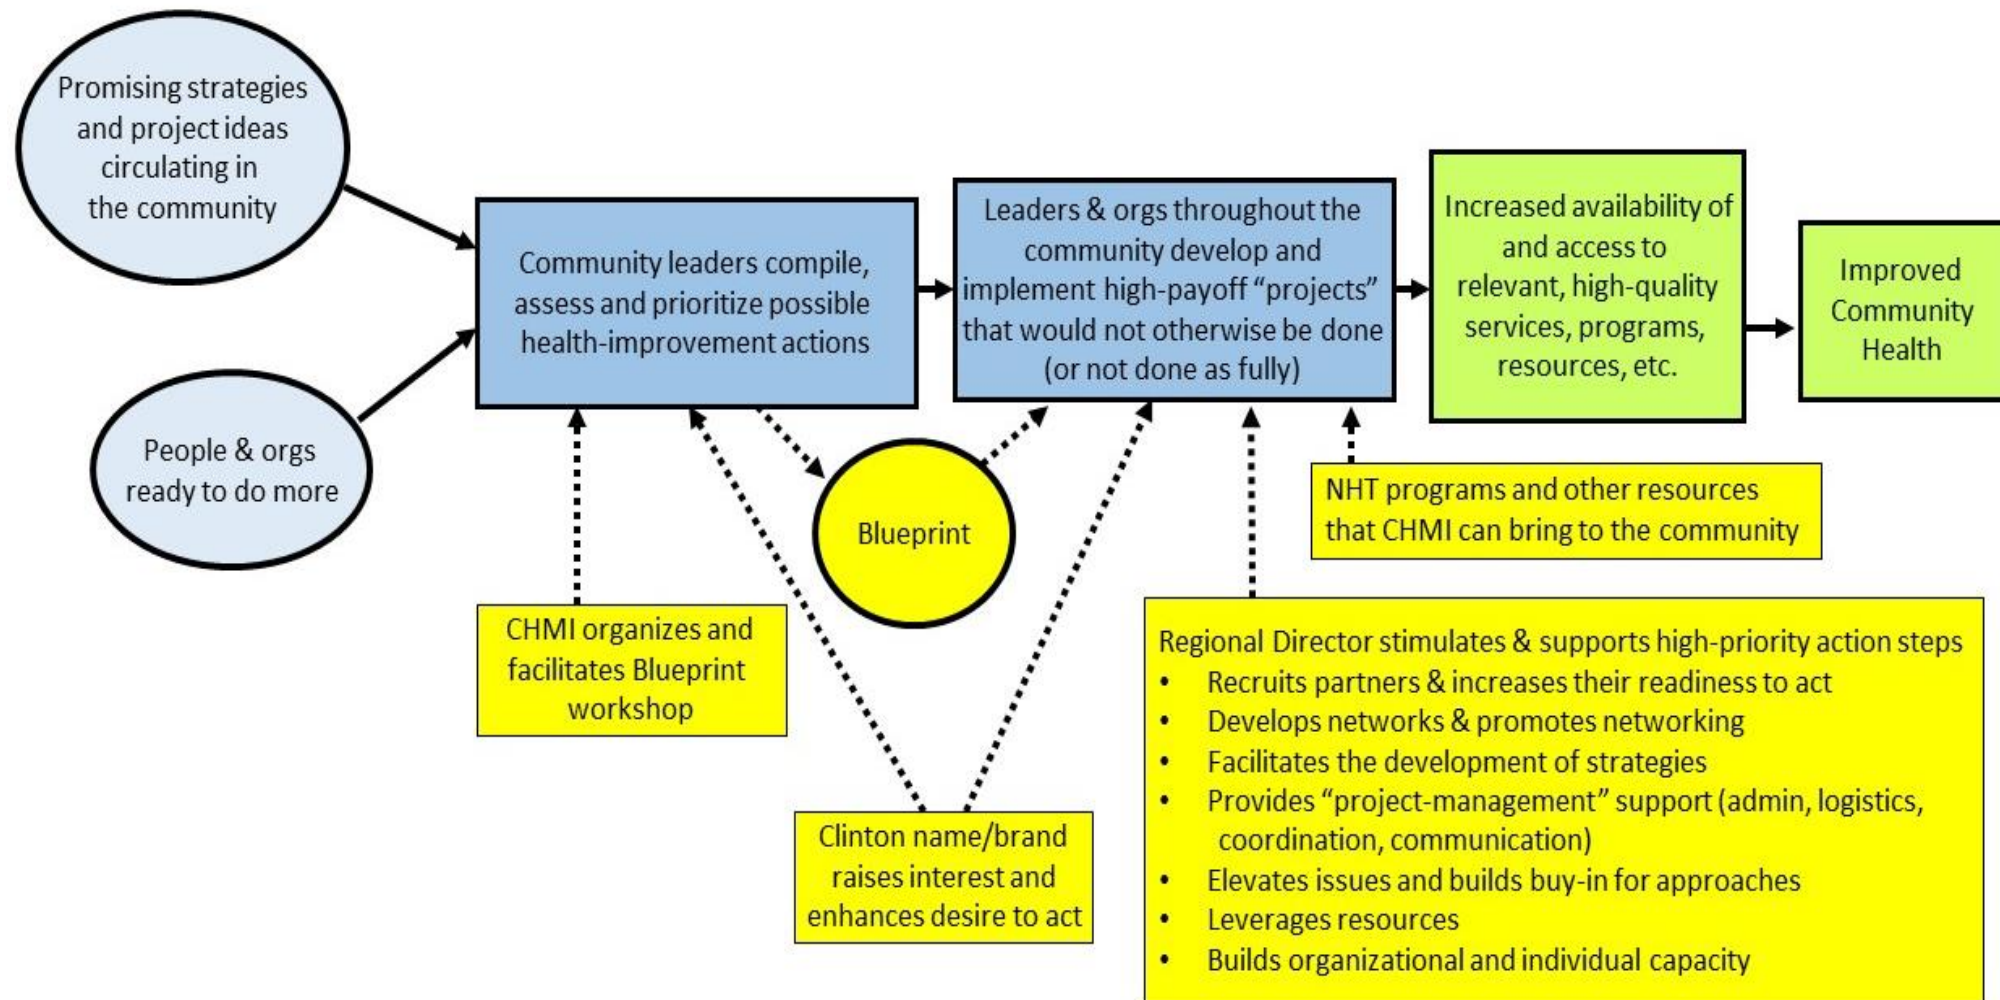 Promising strategies
and project ideas
circulating in
the community
People & orgs
ready to do more
Community leaders compile,
assess and prioritize possible
health-improvement actions
Leaders & orgs throughout the
community develop and
implement high-payoff “projects”
that would not otherwise be done
(or not done as fully)
Increased availability of
and access to
relevant, high-quality
services, programs,
resources, etc.
Improved
Community
Health
Blueprint
NHT programs and other resources
that CHMI can bring to the community
CHMI organizes and
facilitates Blueprint
workshop
Clinton name/brand
raises interest and
enhances desire to act
Regional Director stimulates & supports high-priority action steps
• Recruits partners & increases their readiness to act
• Develops networks & promotes networking
• Facilitates the development of strategies
• Provides “project-management” support (admin, logistics,
coordination, communication)
• Elevates issues and builds buy-in for approaches
• Leverages resources
• Builds organizational and individual capacity